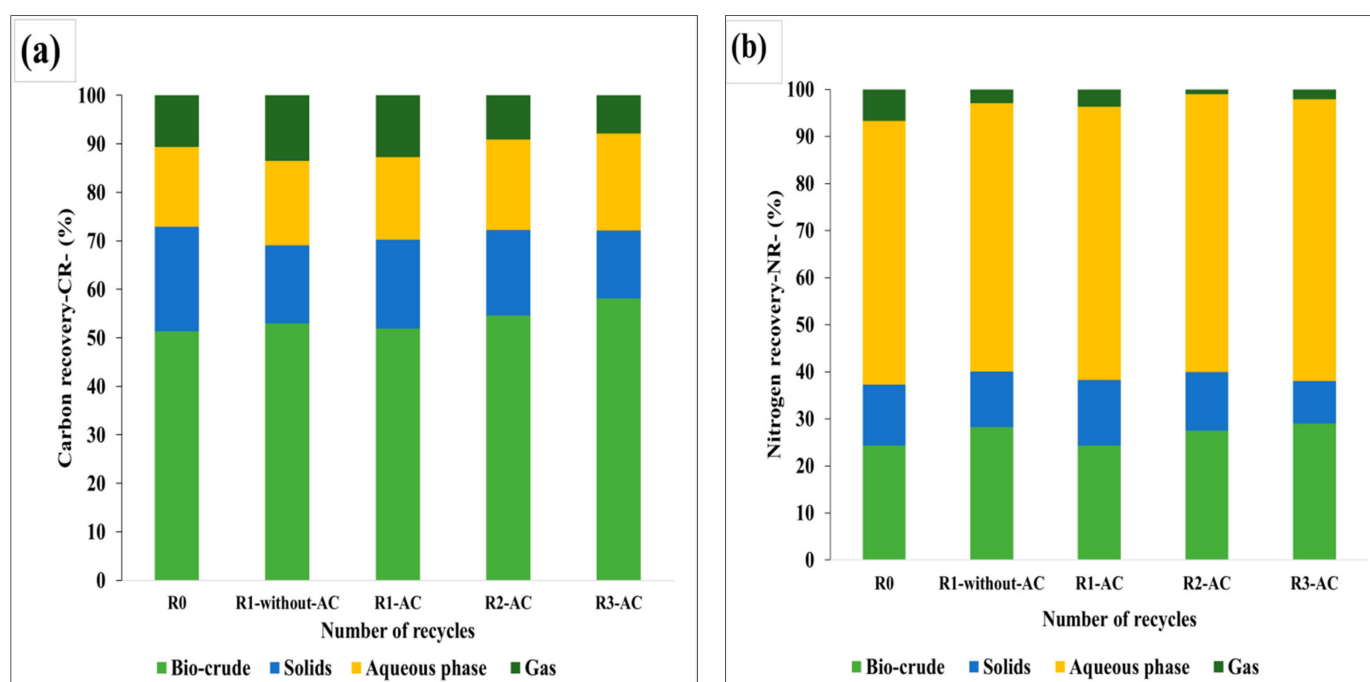 (a)
Carbon recovery-CR- (%)
100
90
80
70
60
50
40
30
20
10
0
R0 R1-without-AC R1-AC R2-AC R3-AC
Number of recycles
Bio-crude Solids Aqueous phase Gas
(b)
Nitrogen recovery-NR- (%)
100
90
80
70
60
50
40
30
20
10
0
R0 R1-without-AC R1-AC R2-AC R3-AC
Number of recycles
Bio-crude Solids Aqueous phase Gas